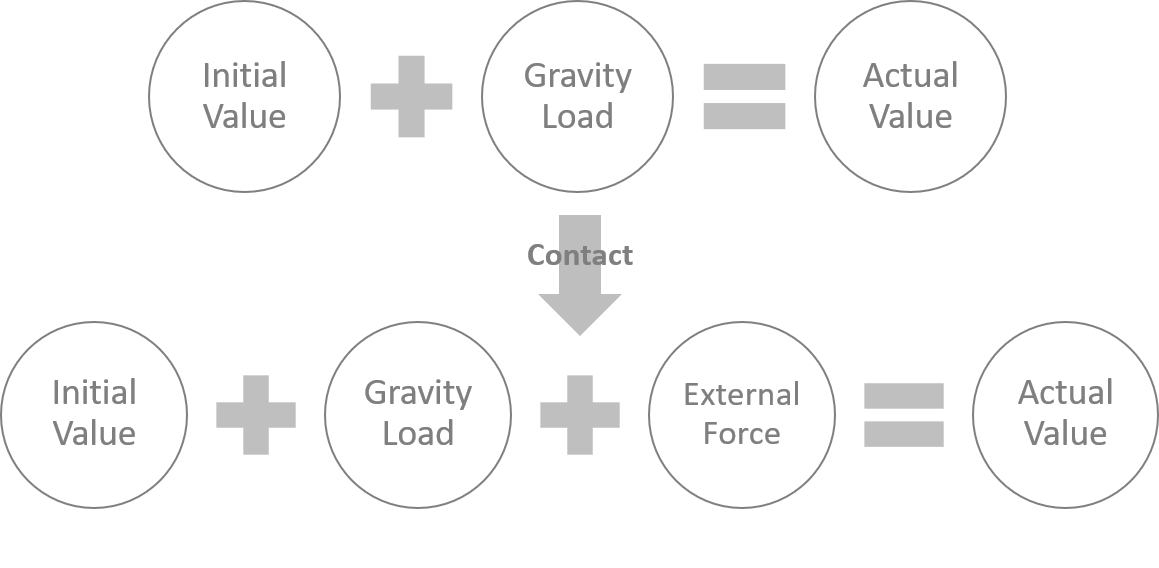 Initial
Value
Gravity
Load
Actual
Value
Contact
Initial
Value
Gravity
Load
External
Force
Actual
Value